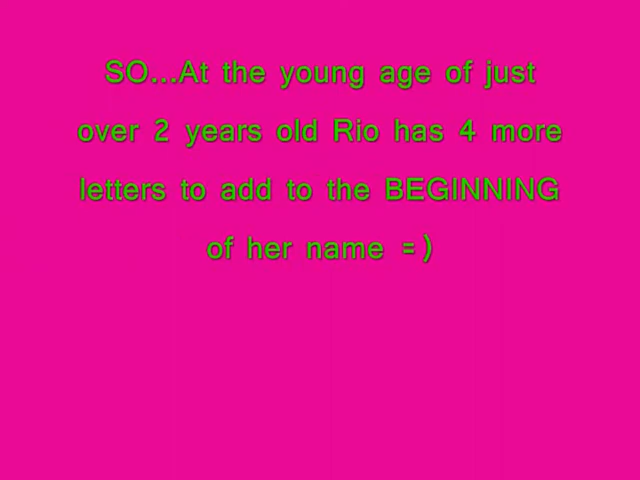 SO...At the young age of just
over 2 years old Rio has 4 more
letters to add to the BEGINNING
of her name =)